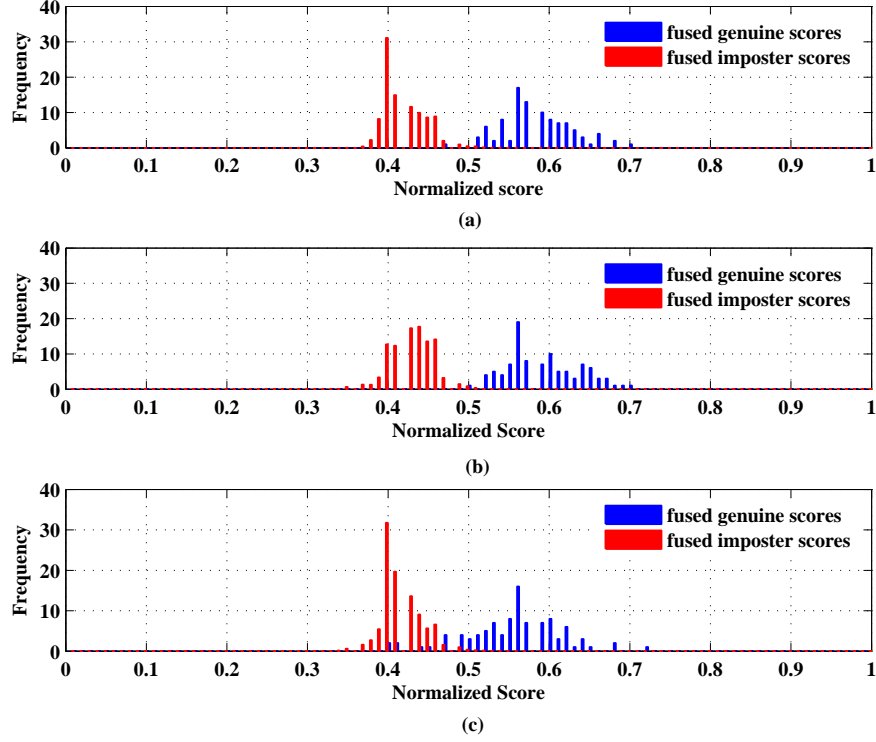 40
30
20
10
0
Frequency
fused genuine scores
fused imposter scores
0 0.1 0.2 0.3 0.4 0.5 0.6 0.7 0.8 0.9 1
Normalized score
(a)
40
30
20
10
0
Frequency
fused genuine scores
fused imposter scores
0 0.1 0.2 0.3 0.4 0.5 0.6 0.7 0.8 0.9 1
Normalized Score
(b)
40
30
20
10
0
Frequency
fused genuine scores
fused imposter scores
0 0.1 0.2 0.3 0.4 0.5 0.6 0.7 0.8 0.9 1
Normalized Score
(c)